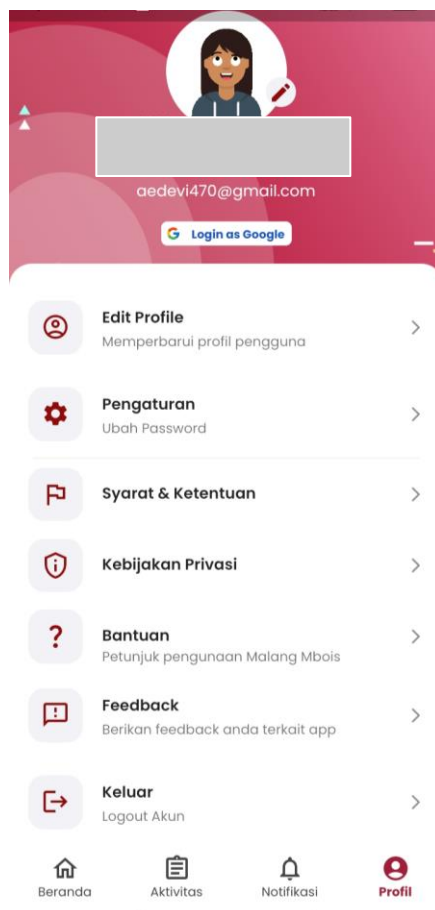 aedevi470@gmail.com
Login as Google
Edit Profile
Memperbarui profil pengguna
Pengaturan
Ubah Password
Syarat & Ketentuan
Kebijakan Privasi
Bantuan
Petunjuk pengunaan Malang Mbois
Feedback
Berikan feedback anda terkait app
Keluar
Logout Akun
Beranda Aktivitas Notifikasi Profil